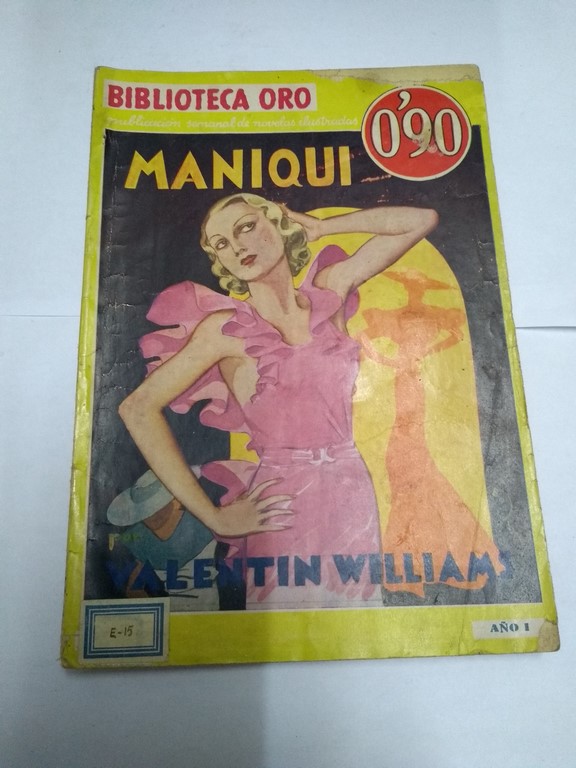 BIBLIOTECA ORO
publicación semanal de novelas ilustradas
0'90
MANIQUI
por
VALENTIN WILLIAMS
E-15
AÑO I